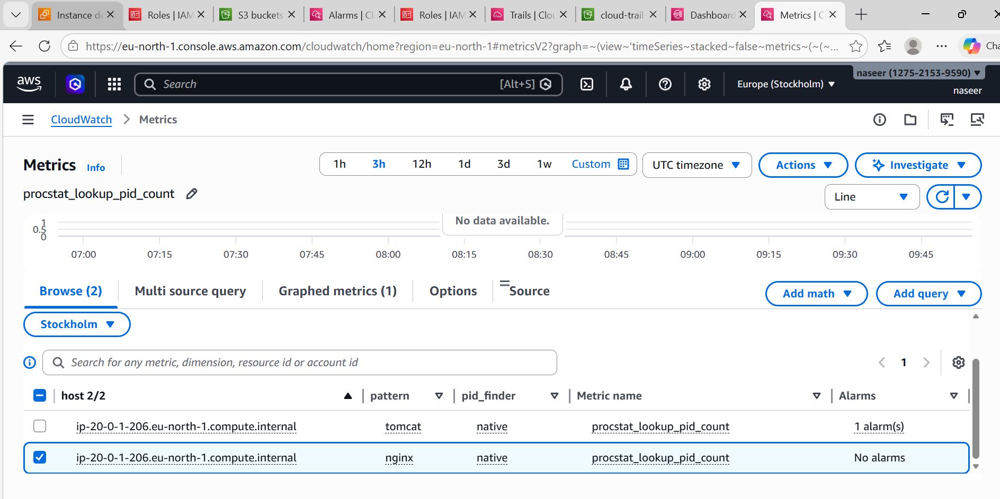 Instance de
Roles | IAM
S3 buckets
Alarms | Cl
Roles | IAM
Trails | Clou
cloud-trail-
Dashboard
Metrics | C
https://eu-north-1.console.aws.amazon.com/cloudwatch/home?region=eu-north-1#metricsV2?graph=~(view~'timeSeries~stacked~false~metrics~(~(~...
Cha
aws
Search
[Alt+S]
Europe (Stockholm)
naseer (1275-2153-9590)
naseer
CloudWatch > Metrics
Metrics Info
1h 3h 12h 1d 3d 1w Custom
UTC timezone
Actions
Investigate
procstat_lookup_pid_count
Line
1
0.5
0
No data available.
07:00 07:15 07:30 07:45 08:00 08:15 08:30 08:45 09:00 09:15 09:30 09:45
Browse (2) Multi source query Graphed metrics (1) Options Source
Add math
Add query
Stockholm
Search for any metric, dimension, resource id or account id
1
host 2/2 pattern pid_finder Metric name Alarms
ip-20-0-1-206.eu-north-1.compute.internal tomcat native procstat_lookup_pid_count 1 alarm(s)
ip-20-0-1-206.eu-north-1.compute.internal nginx native procstat_lookup_pid_count No alarms